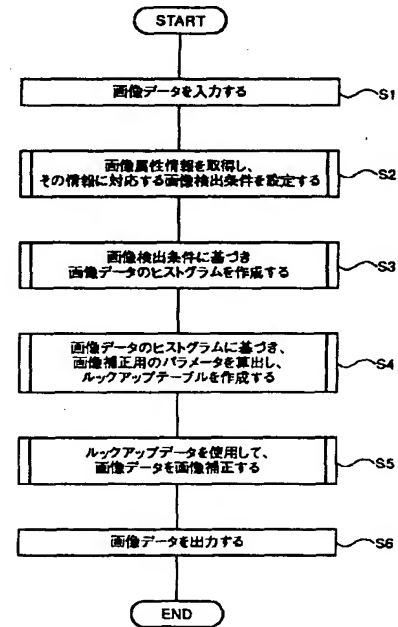 START
画像データを入力する
S1
画像属性情報を取得し、
その情報に対応する画像検出条件を設定する
S2
画像検出条件に基づき
画像データのヒストグラムを作成する
S3
画像データのヒストグラムに基づき、
画像補正用のパラメータを算出し、
ルックアップテーブルを作成する
S4
ルックアップデータを使用して、
画像データを画像補正する
S5
画像データを出力する
S6
END